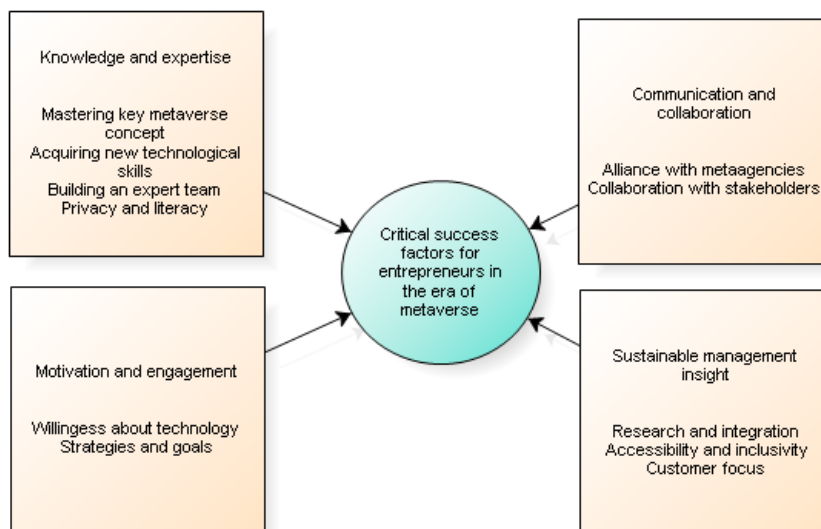 Knowledge and expertise
Mastering key metaverse
concept
Acquiring new technological
skills
Building an expert team
Privacy and literacy
Communication and
collaboration
Alliance with metaagencies
Collaboration with stakeholders
Critical success
factors for
entrepreneurs in
the era of
metaverse
Motivation and engagement
Willingess about technology
Strategies and goals
Sustainable management
insight
Research and integration
Accessibility and inclusivity
Customer focus